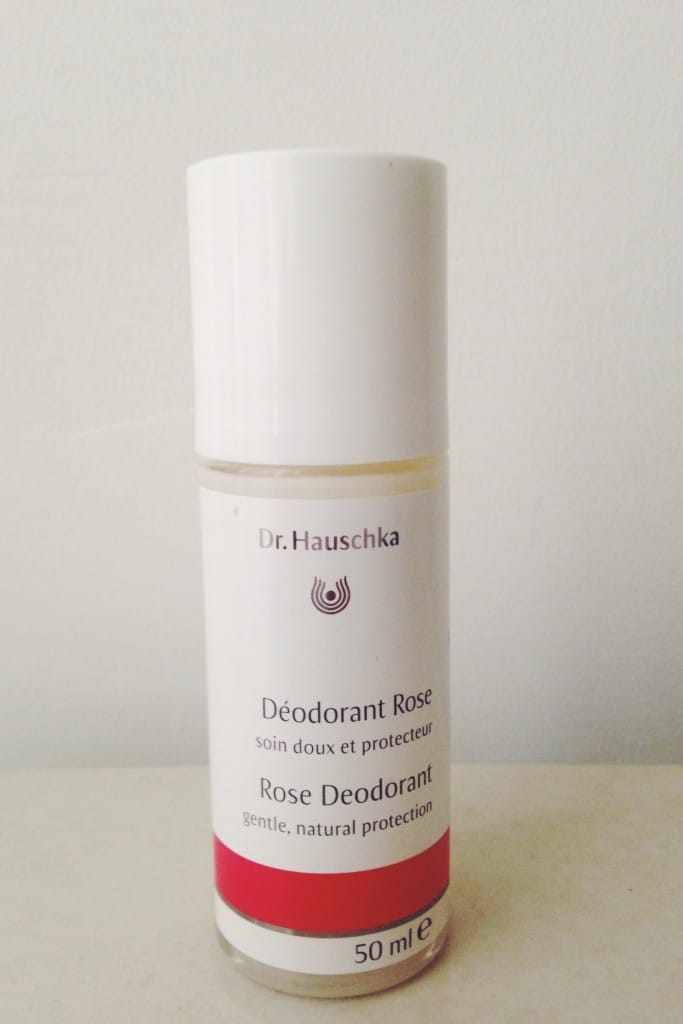 Dr. Hauschka
Déodorant Rose
soin doux et protecteur
Rose Deodorant
gentle, natural protection
50 ml e